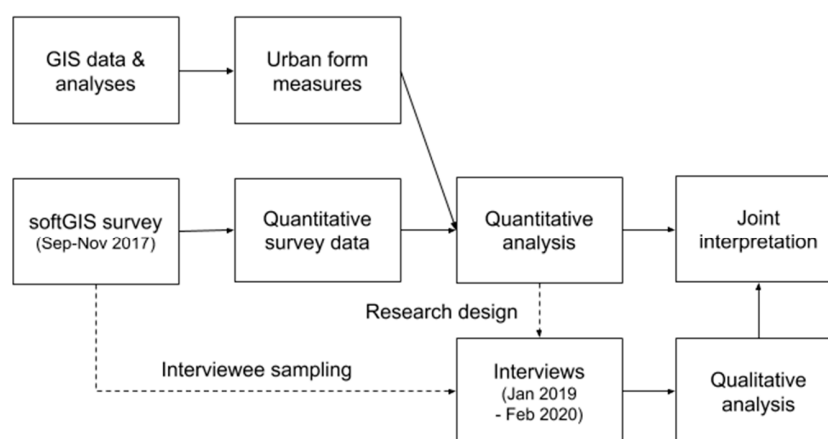 GIS data &
analyses
Urban form
measures
softGIS survey
(Sep-Nov 2017)
Quantitative
survey data
Quantitative
analysis
Joint
interpretation
Research design
Interviewee sampling
Interviews
(Jan 2019
- Feb 2020)
Qualitative
analysis